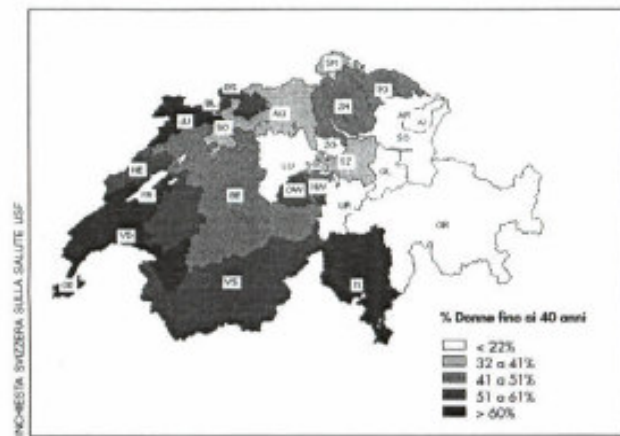 INCHIESTA SVIZZERA SULLA SALUTE USF
SH
BS
TG
BL
ZH
JU
AG
AR
AI
SO
SG
ZG
NE
LU
SZ
GL
OW
NW
FR
BE
UR
GR
VD
VS
GE
TI
% Donne fino ai 40 anni
< 22%
32 a 41%
41 a 51%
51 a 61%
> 60%